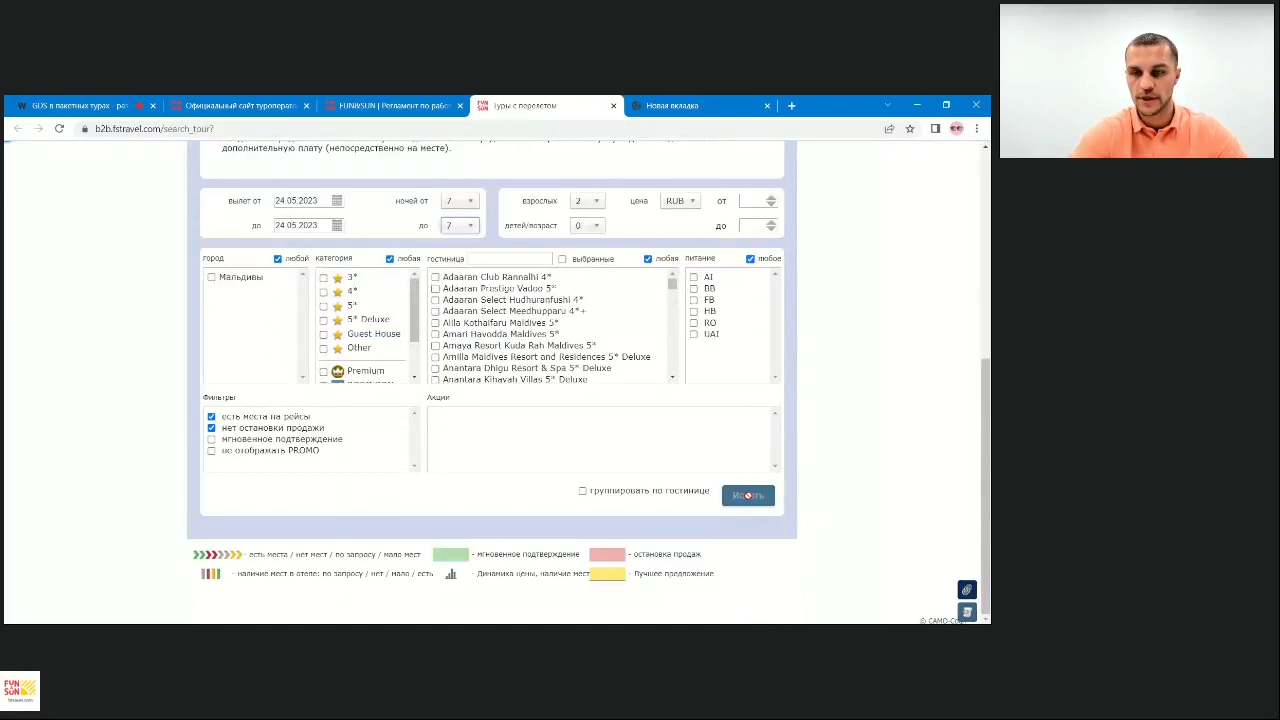 GDS в пакетных турах - раз
Официальный сайт туроперато
FUN&SUN | Регламент по рабо
Туры с перелетом
Новая вкладка
b2b.fstravel.com/search_tour?
дополнительную плату (непосредственно на месте).
вылет от 24.05.2023 ночей от 7 взрослых 2 цена RUB от
до 24.05.2023 до 7 детей/возраст 0 до
город любой категория любая гостиница выбранные любая питание любое
Мальдивы
3*
4*
5*
5* Deluxe
Guest House
Other
Premium
Adaaran Club Rannalhi 4*
Adaaran Prestige Vadoo 5*
Adaaran Select Hudhuranfushi 4*
Adaaran Select Meedhupparu 4*+
Alila Kothaifaru Maldives 5*
Amari Havodda Maldives 5*
Amaya Resort Kuda Rah Maldives 5*
Amilla Maldives Resort and Residences 5* Deluxe
Anantara Dhigu Resort & Spa 5* Deluxe
Anantara Kihavah Villas 5* Deluxe
AI
BB
FB
HB
RO
UAI
Фильтры
есть места на рейсы
нет остановки продажи
мгновенное подтверждение
не отображать PROMO
Акции
группировать по гостинице
Искать
- есть места / нет мест / по запросу / мало мест
- мгновенное подтверждение
- остановка продаж
- наличие мест в отеле: по запросу / нет / мало / есть
- Динамика цены, наличие мест
- Лучшее предложение
FUN
SUN
fstravel.com